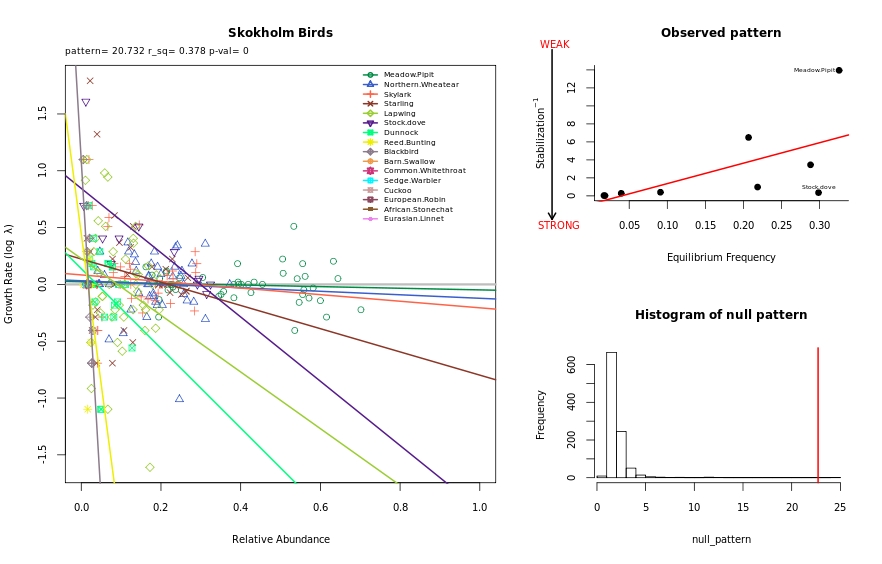 Skokholm Birds
pattern= 20.732 r_sq= 0.378 p-val= 0
Growth Rate (log λ)
1.5
1.0
0.5
0.0
-0.5
-1.0
-1.5
Meadow.Pipit
Northern.Wheatear
Skylark
Starling
Lapwing
Stock.dove
Dunnock
Reed.Bunting
Blackbird
Barn.Swallow
Common.Whitethroat
Sedge.Warbler
Cuckoo
European.Robin
African.Stonechat
Eurasian.Linnet
0.0 0.2 0.4 0.6 0.8 1.0
Relative Abundance
Observed pattern
WEAK
STRONG
Stabilization⁻¹
12
8
6
4
2
0
Meadow.Pipit
Stock.dove
0.05 0.10 0.15 0.20 0.25 0.30
Equilibrium Frequency
Histogram of null pattern
Frequency
600
400
200
0
0 5 10 15 20 25
null_pattern